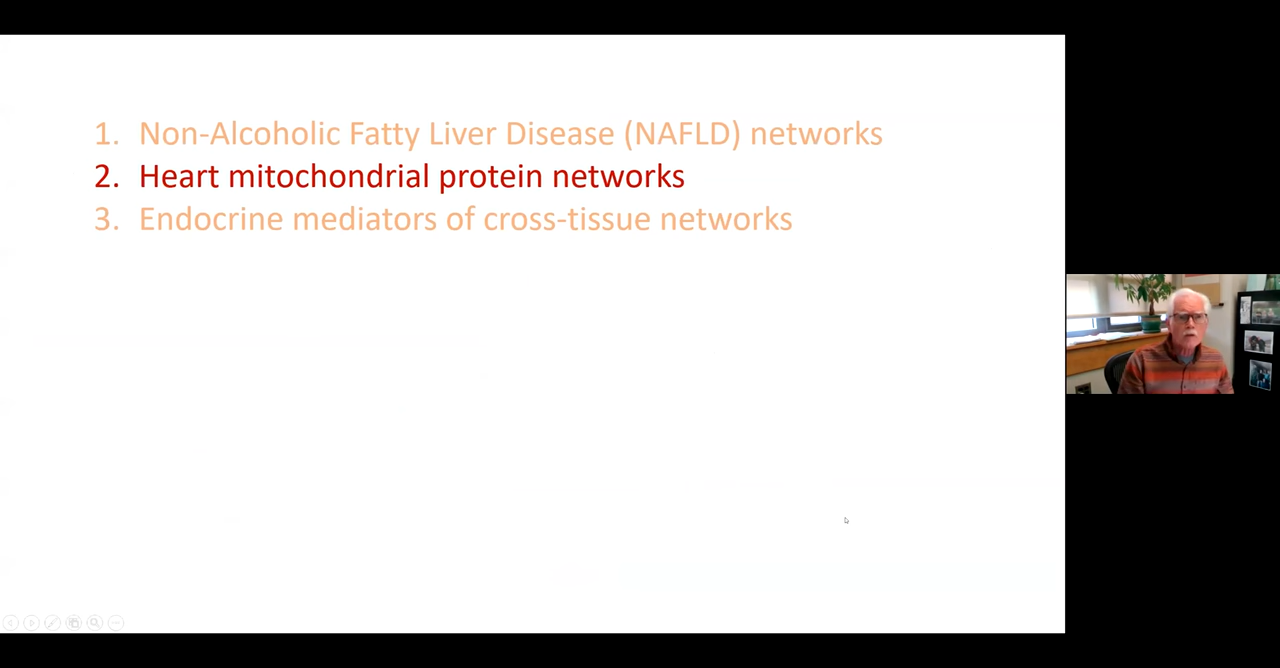 1. Non-Alcoholic Fatty Liver Disease (NAFLD) networks
2. Heart mitochondrial protein networks
3. Endocrine mediators of cross-tissue networks